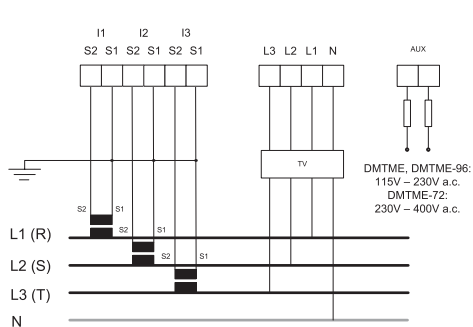 I1 I2 I3
S2 S1 S2 S1 S2 S1 L3 L2 L1 N AUX
TV
DMTME, DMTME-96:
115V – 230V a.c.
DMTME-72:
230V – 400V a.c.
S2 S1
L1 (R) S2 S1
L2 (S) S2 S1
L3 (T)
N